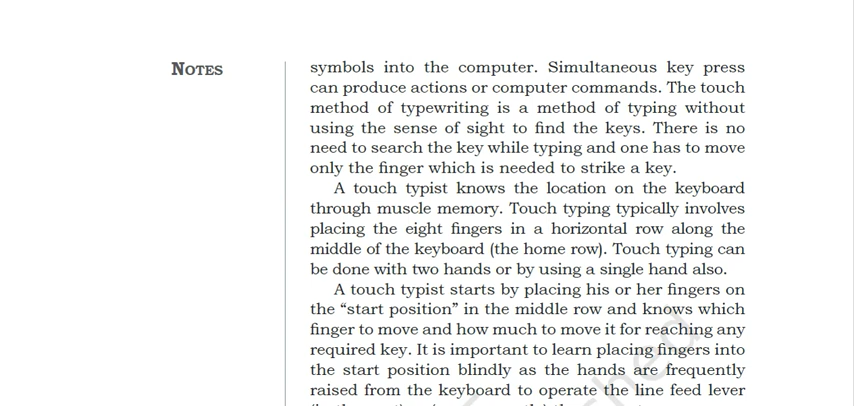 NOTES
symbols into the computer. Simultaneous key press
can produce actions or computer commands. The touch
method of typewriting is a method of typing without
using the sense of sight to find the keys. There is no
need to search the key while typing and one has to move
only the finger which is needed to strike a key.
A touch typist knows the location on the keyboard
through muscle memory. Touch typing typically involves
placing the eight fingers in a horizontal row along the
middle of the keyboard (the home row). Touch typing can
be done with two hands or by using a single hand also.
A touch typist starts by placing his or her fingers on
the “start position” in the middle row and knows which
finger to move and how much to move it for reaching any
required key. It is important to learn placing fingers into
the start position blindly as the hands are frequently
raised from the keyboard to operate the line feed lever